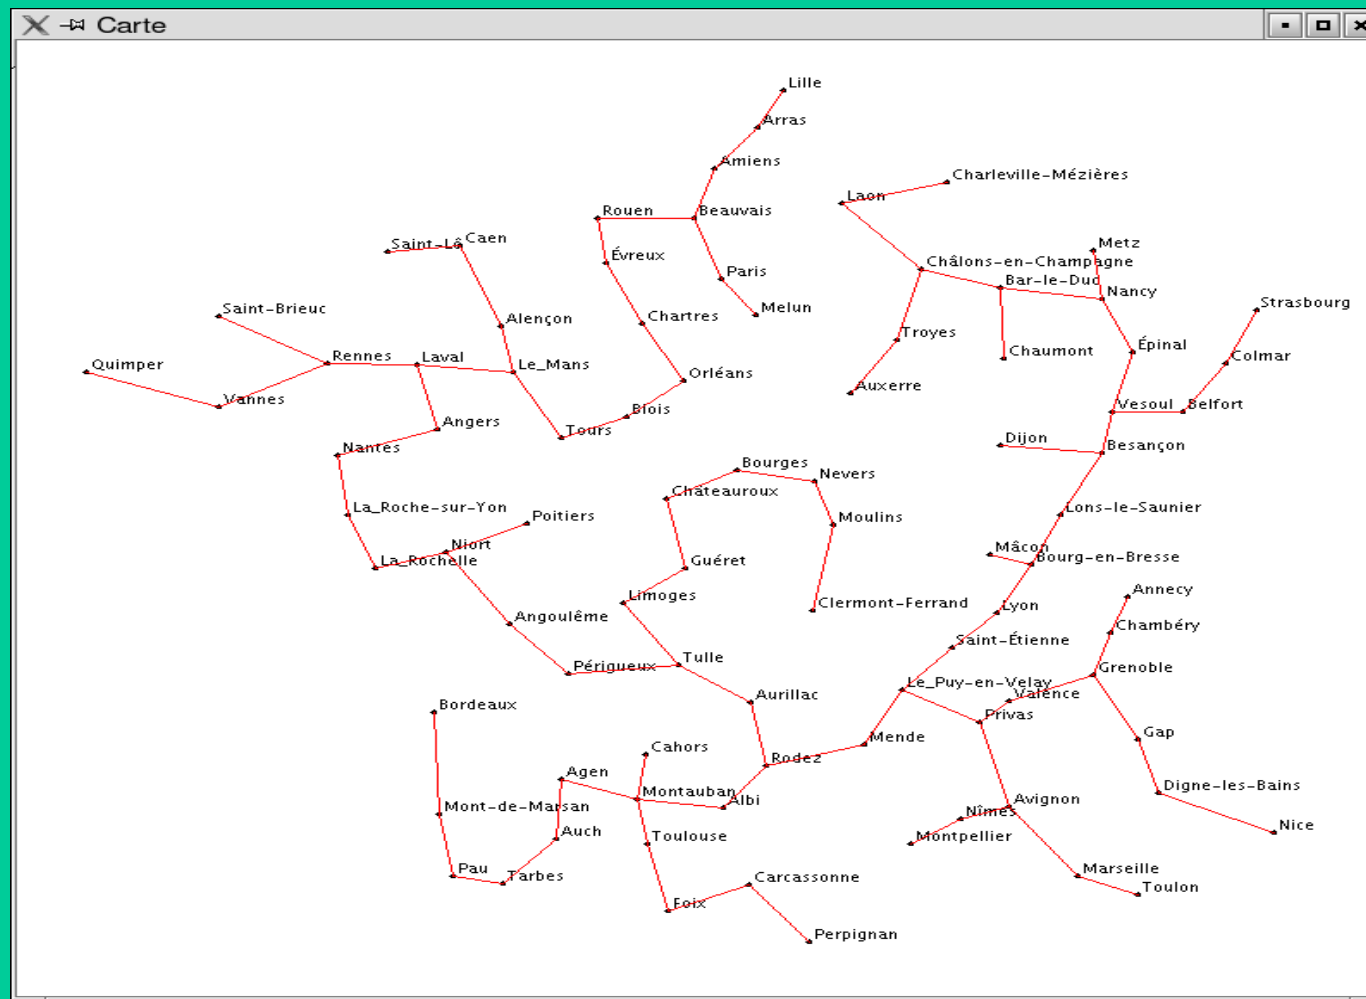 Carte
Lille
Arras
Amiens
Charleville-Mézières
Laon
Rouen
Beauvais
Saint-Lô
Caen
Metz
Évreux
Châlons-en-Champagne
Paris
Bar-le-Duc
Nancy
Strasbourg
Saint-Brieuc
Melun
Alençon
Chartres
Troyes
Épinal
Quimper
Rennes
Laval
Le_Mans
Chaumont
Colmar
Orléans
Auxerre
Vannes
Blois
Vesoul
Belfort
Angers
Tours
Dijon
Besançon
Nantes
Bourges
Nevers
Châteauroux
La_Roche-sur-Yon
Poitiers
Moulins
Lons-le-Saunier
Niort
Mâcon
La_Rochelle
Guéret
Bourg-en-Bresse
Limoges
Clermont-Ferrand
Lyon
Annecy
Angoulême
Chambéry
Saint-Étienne
Périgueux
Tulle
Grenoble
Le_Puy-en-Velay
Aurillac
Valence
Bordeaux
Privas
Cahors
Mende
Gap
Agen
Rodez
Montauban
Albi
Digne-les-Bains
Mont-de-Marsan
Avignon
Nîmes
Auch
Toulouse
Montpellier
Nice
Pau
Tarbes
Carcassonne
Marseille
Toulon
Foix
Perpignan